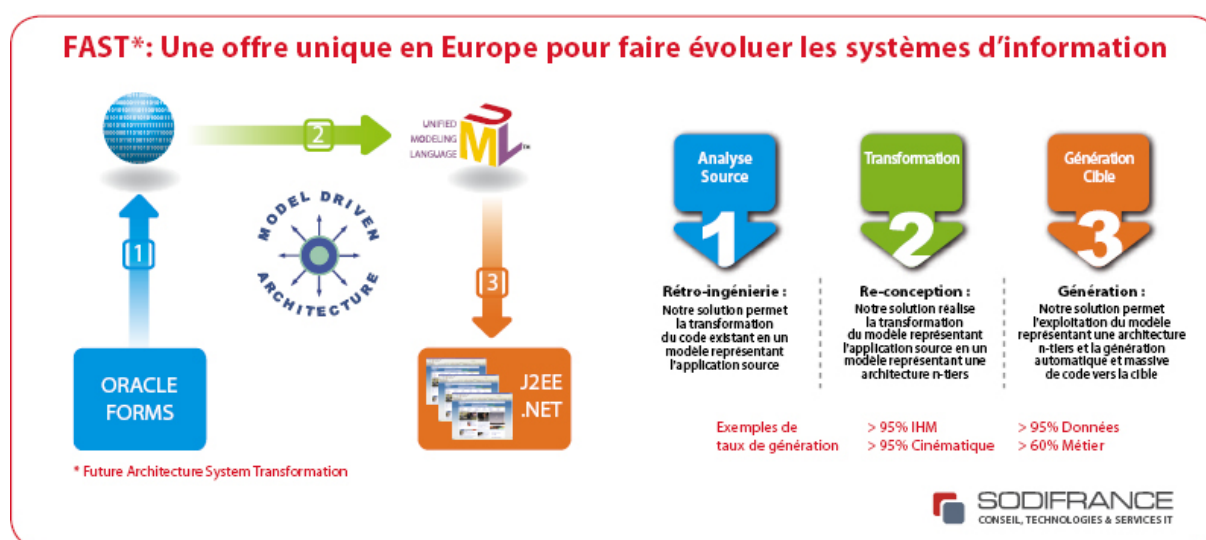 FAST*: Une offre unique en Europe pour faire évoluer les systèmes d'information
2
UNIFIED
MODELING
LANGUAGE
UML™
1
MODEL DRIVEN
ARCHITECTURE
3
ORACLE
FORMS
J2EE
.NET
* Future Architecture System Transformation
Analyse
Source
1
Rétro-ingénierie :
Notre solution permet
la transformation
du code existant en un
modèle représentant
l'application source
Transformation
2
Re-conception :
Notre solution réalise
la transformation
du modèle représentant
l'application source en un
modèle représentant une
architecture n-tiers
Génération
Cible
3
Génération :
Notre solution permet
l'exploitation du modèle
représentant une architecture
n-tiers et la génération
automatique et massive
de code vers la cible
Exemples de
taux de génération
> 95% IHM
> 95% Cinématique
> 95% Données
> 60% Métier
SODIFRANCE
CONSEIL, TECHNOLOGIES & SERVICES IT